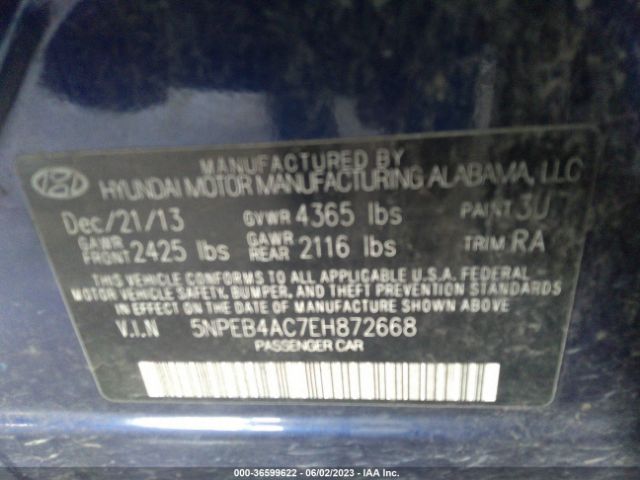 MANUFACTURED BY
HYUNDAI MOTOR MANUFACTURING ALABAMA, LLC
Dec/21/13 GVWR 4365 lbs PAINT 3U
GAWR FRONT 2425 lbs GAWR REAR 2116 lbs TRIM RA
THIS VEHICLE CONFORMS TO ALL APPLICABLE U.S.A. FEDERAL
MOTOR VEHICLE SAFETY, BUMPER, AND THEFT PREVENTION STANDARDS
IN EFFECT ON THE DATE OF MANUFACTURE SHOWN ABOVE.
V.I.N 5NPEB4AC7EH872668
PASSENGER CAR
000-36599622 - 06/02/2023 - IAA Inc.